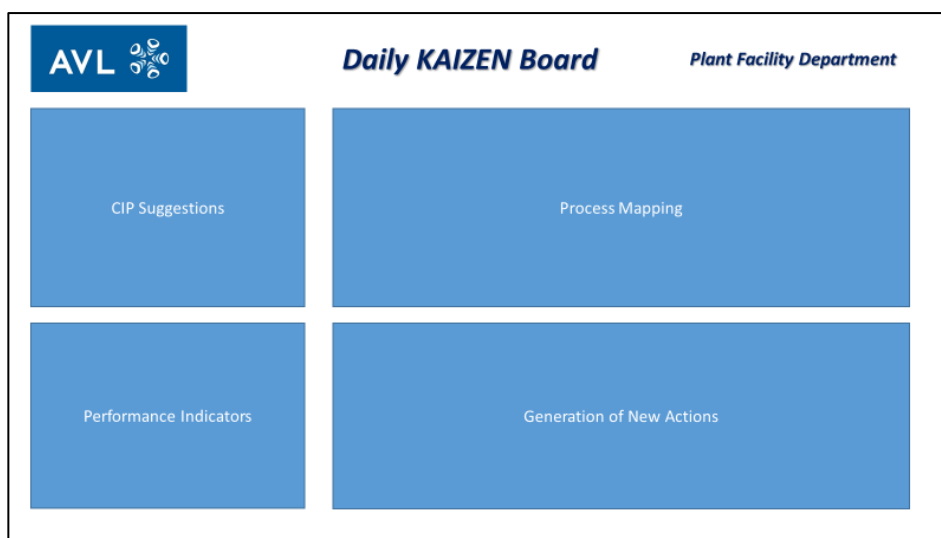 AVL
Daily KAIZEN Board
Plant Facility Department
CIP Suggestions
Process Mapping
Performance Indicators
Generation of New Actions